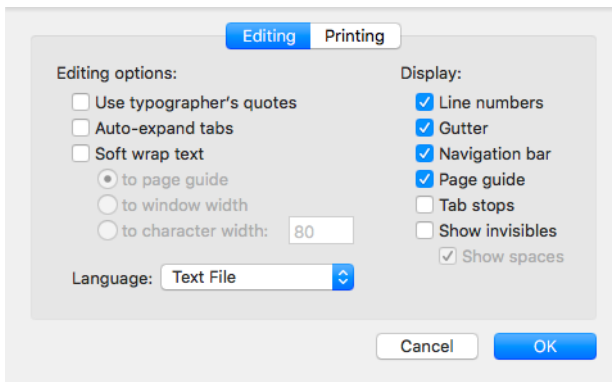 Editing Printing
Editing options:
Use typographer's quotes
Auto-expand tabs
Soft wrap text
to page guide
to window width
to character width: 80
Language: Text File
Display:
Line numbers
Gutter
Navigation bar
Page guide
Tab stops
Show invisibles
Show spaces
Cancel OK